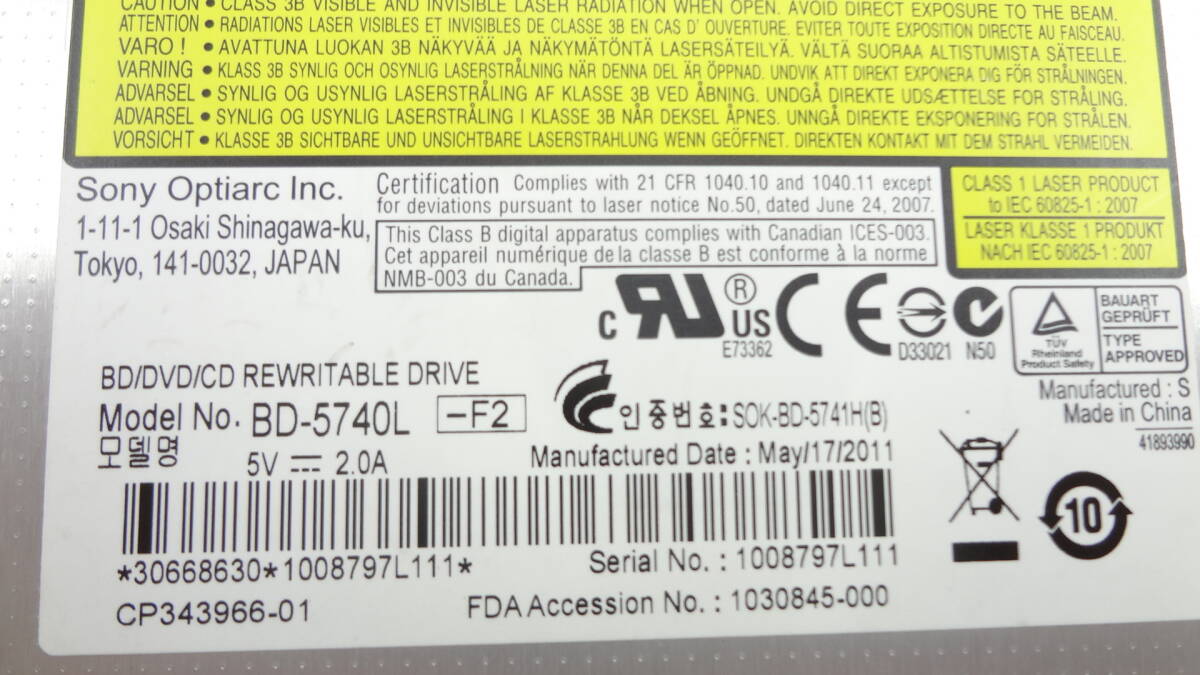 CAUTION • CLASS 3B VISIBLE AND INVISIBLE LASER RADIATION WHEN OPEN. AVOID DIRECT EXPOSURE TO THE BEAM.
ATTENTION • RADIATIONS LASER VISIBLES ET INVISIBLES DE CLASSE 3B EN CAS D' OUVERTURE. EVITER TOUTE EXPOSITION DIRECTE AU FAISCEAU.
VARO ! • AVATTUNA LUOKAN 3B NÄKYVÄÄ JA NÄKYMÄTÖNTÄ LASERSÄTEILYÄ. VÄLTÄ SUORAA ALTISTUMISTA SÄTEELLE.
VARNING • KLASS 3B SYNLIG OCH OSYNLIG LASERSTRÅLNING NÄR DENNA DEL ÄR ÖPPNAD. UNDVIK ATT DIREKT EXPONERA DIG FÖR STRÅLNINGEN.
ADVARSEL • SYNLIG OG USYNLIG LASERSTRÅLING AF KLASSE 3B VED ÅBNING. UNDGÅ DIREKTE UDSÆTTELSE FOR STRÅLING.
ADVARSEL • SYNLIG OG USYNLIG LASERSTRÅLING I KLASSE 3B NÅR DEKSEL ÅPNES. UNNGÅ DIREKTE EKSPONERING FOR STRÅLEN.
VORSICHT • KLASSE 3B SICHTBARE UND UNSICHTBARE LASERSTRAHLUNG WENN GEÖFFNET. DIREKTEN KONTAKT MIT DEM STRAHL VERMEIDEN.
Sony Optiarc Inc.
1-11-1 Osaki Shinagawa-ku,
Tokyo, 141-0032, JAPAN
Certification Complies with 21 CFR 1040.10 and 1040.11 except
for deviations pursuant to laser notice No.50, dated June 24, 2007.
This Class B digital apparatus complies with Canadian ICES-003.
Cet appareil numérique de la classe B est conforme à la norme
NMB-003 du Canada.
CLASS 1 LASER PRODUCT
to IEC 60825-1 : 2007
LASER KLASSE 1 PRODUKT
NACH IEC 60825-1 : 2007
C RU ® US
E73362
CE
D33021
N50
TÜV
Rheinland
Product Safety
BAUART
GEPRÜFT
TYPE
APPROVED
Manufactured : S
Made in China
41893990
BD/DVD/CD REWRITABLE DRIVE
Model No. BD-5740L -F2
모델명
인증번호: SOK-BD-5741H(B)
5V ⎓ 2.0A
Manufactured Date : May/17/2011
10
*30668630*1008797L111*
Serial No. : 1008797L111
CP343966-01
FDA Accession No. : 1030845-000